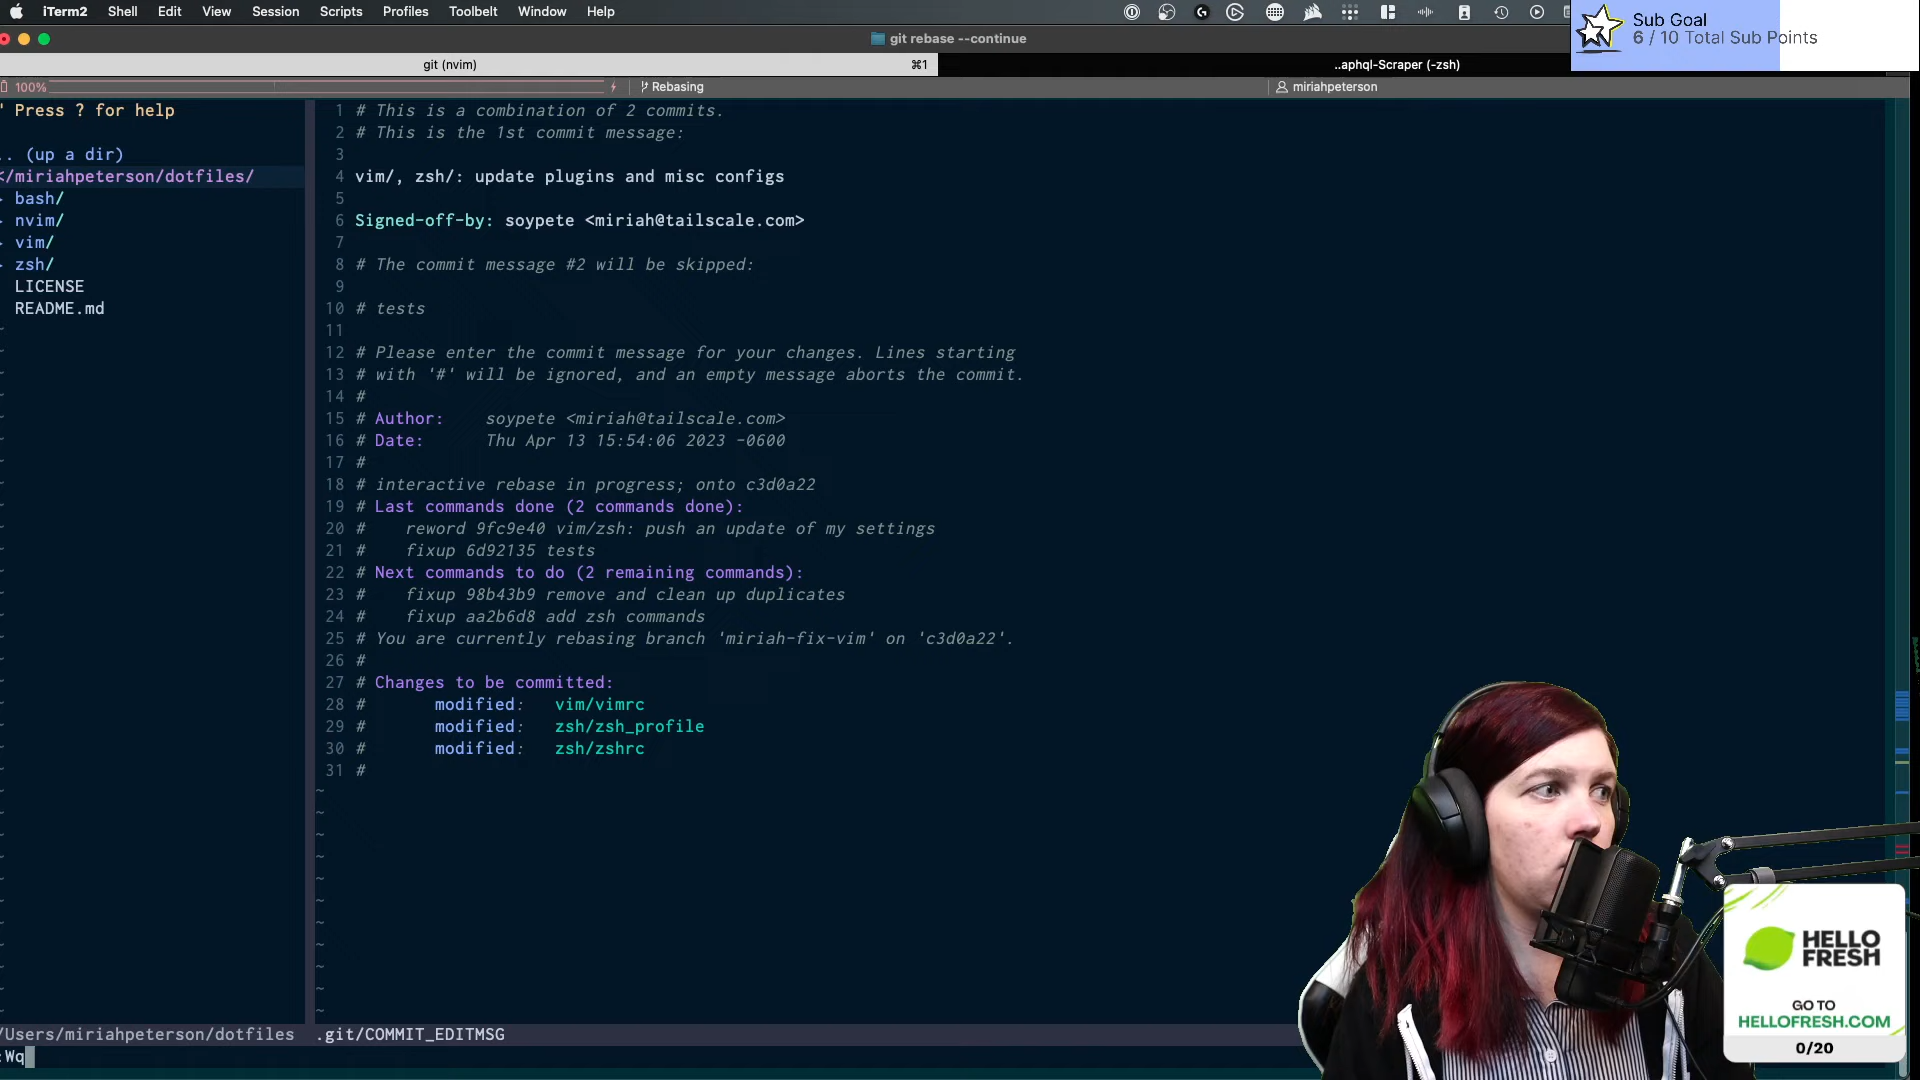 iTerm2 Shell Edit View Session Scripts Profiles Toolbelt Window Help
Sub Goal
6 / 10 Total Sub Points
git rebase --continue
git (nvim) ⌘1 ..aphql-Scraper (-zsh)
100% Rebasing miriahpeterson
" Press ? for help
.. (up a dir)
</miriahpeterson/dotfiles/
bash/
nvim/
vim/
zsh/
LICENSE
README.md
1 # This is a combination of 2 commits.
2 # This is the 1st commit message:
3
4 vim/, zsh/: update plugins and misc configs
5
6 Signed-off-by: soypete <miriah@tailscale.com>
7
8 # The commit message #2 will be skipped:
9
10 # tests
11
12 # Please enter the commit message for your changes. Lines starting
13 # with '#' will be ignored, and an empty message aborts the commit.
14 #
15 # Author: soypete <miriah@tailscale.com>
16 # Date: Thu Apr 13 15:54:06 2023 -0600
17 #
18 # interactive rebase in progress; onto c3d0a22
19 # Last commands done (2 commands done):
20 # reword 9fc9e40 vim/zsh: push an update of my settings
21 # fixup 6d92135 tests
22 # Next commands to do (2 remaining commands):
23 # fixup 98b43b9 remove and clean up duplicates
24 # fixup aa2b6d8 add zsh commands
25 # You are currently rebasing branch 'miriah-fix-vim' on 'c3d0a22'.
26 #
27 # Changes to be committed:
28 # modified: vim/vimrc
29 # modified: zsh/zsh_profile
30 # modified: zsh/zshrc
31 #
/Users/miriahpeterson/dotfiles .git/COMMIT_EDITMSG
:Wq
HELLO
FRESH
GO TO
HELLOFRESH.COM
0/20